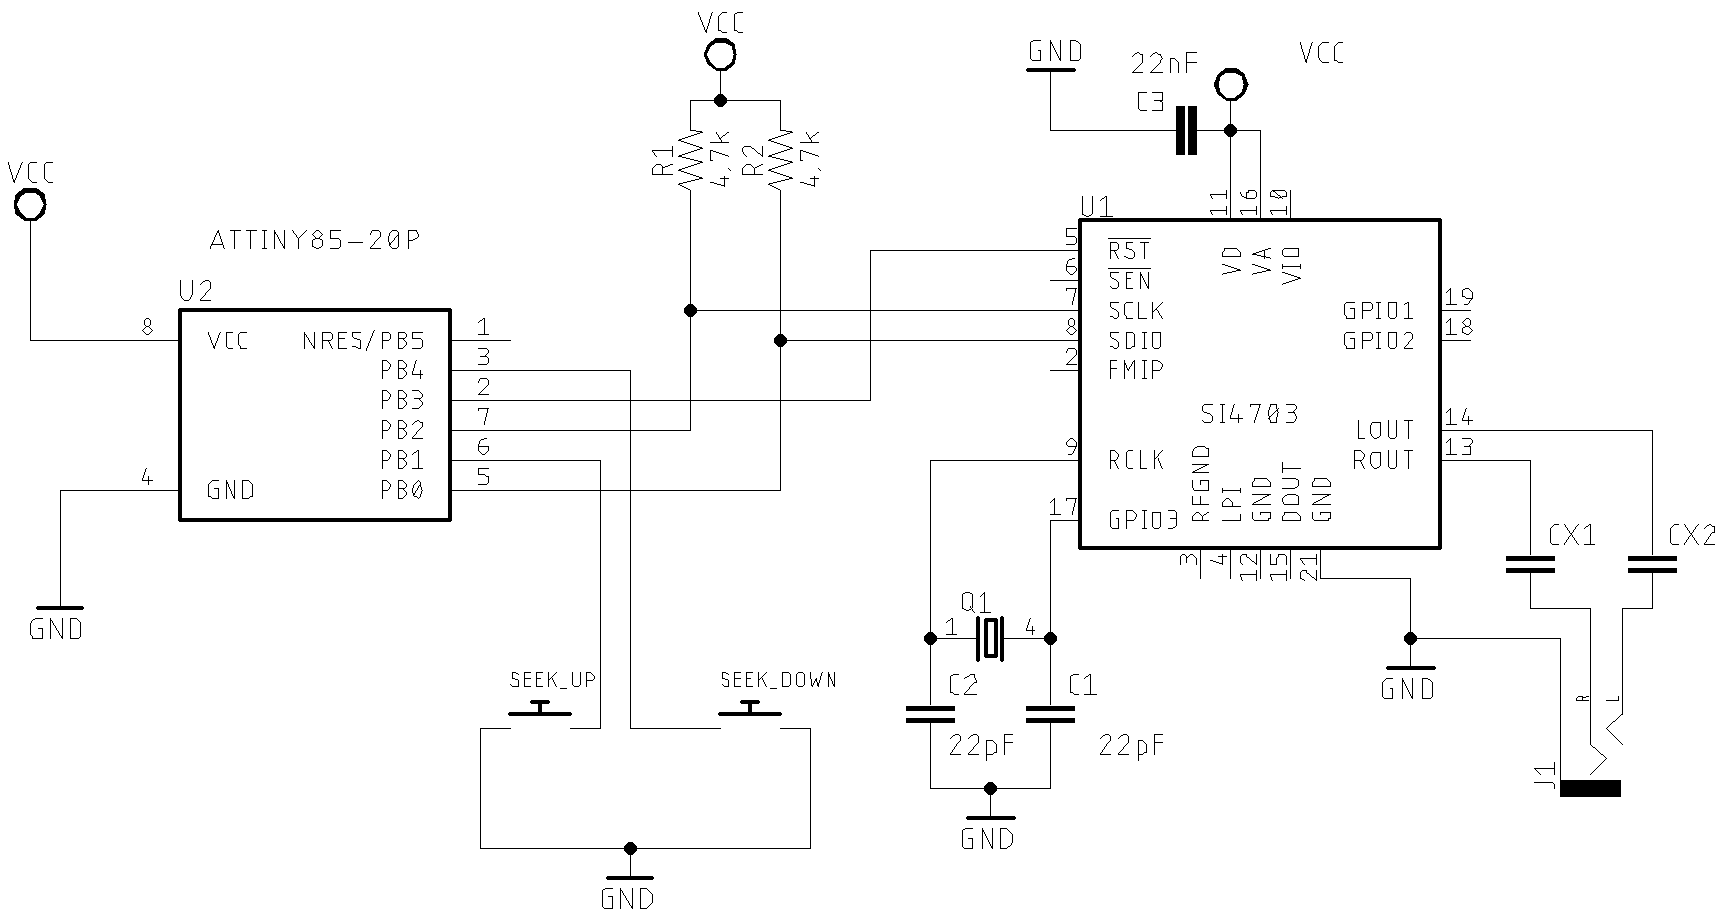 VCC
GND
22nF
VCC
C3
R1
4,7k
R2
4,7k
VCC
ATTINY85-20P
U2
8
VCC
NRES/PB5
1
PB4
3
PB3
2
PB2
7
PB1
6
4
GND
PB0
5
GND
SEEK_UP
SEEK_DOWN
GND
U1
11
16
10
VD
VA
VIO
5
RST
6
SEN
7
SCLK
8
SDIO
2
FMIP
9
RCLK
17
GPIO3
SI4703
GPIO1
19
GPIO2
18
LOUT
14
ROUT
13
RFGND
LPI
GND
DOUT
GND
3
4
12
15
21
Q1
1
4
C2
22pF
C1
22pF
GND
GND
CX1
CX2
R
L
J1